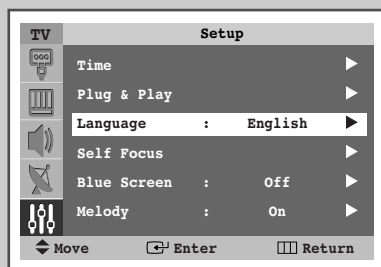 TV Setup
Time
Plug & Play
Language : English
Self Focus
Blue Screen : Off
Melody : On
Move Enter Return